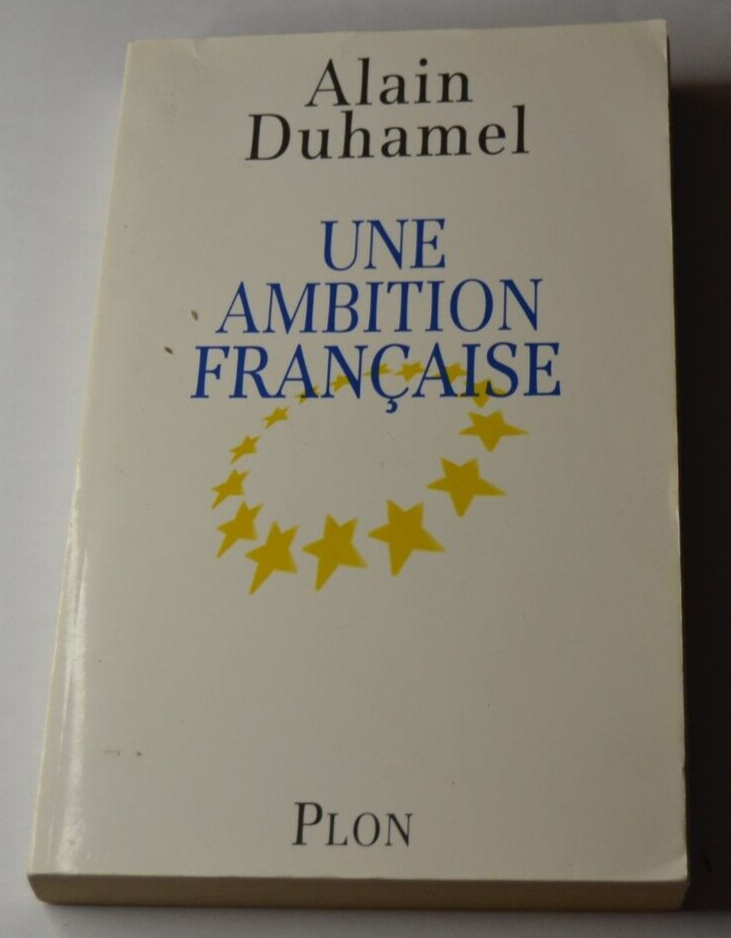 Alain
Duhamel
UNE
AMBITION
FRANÇAISE
PLON